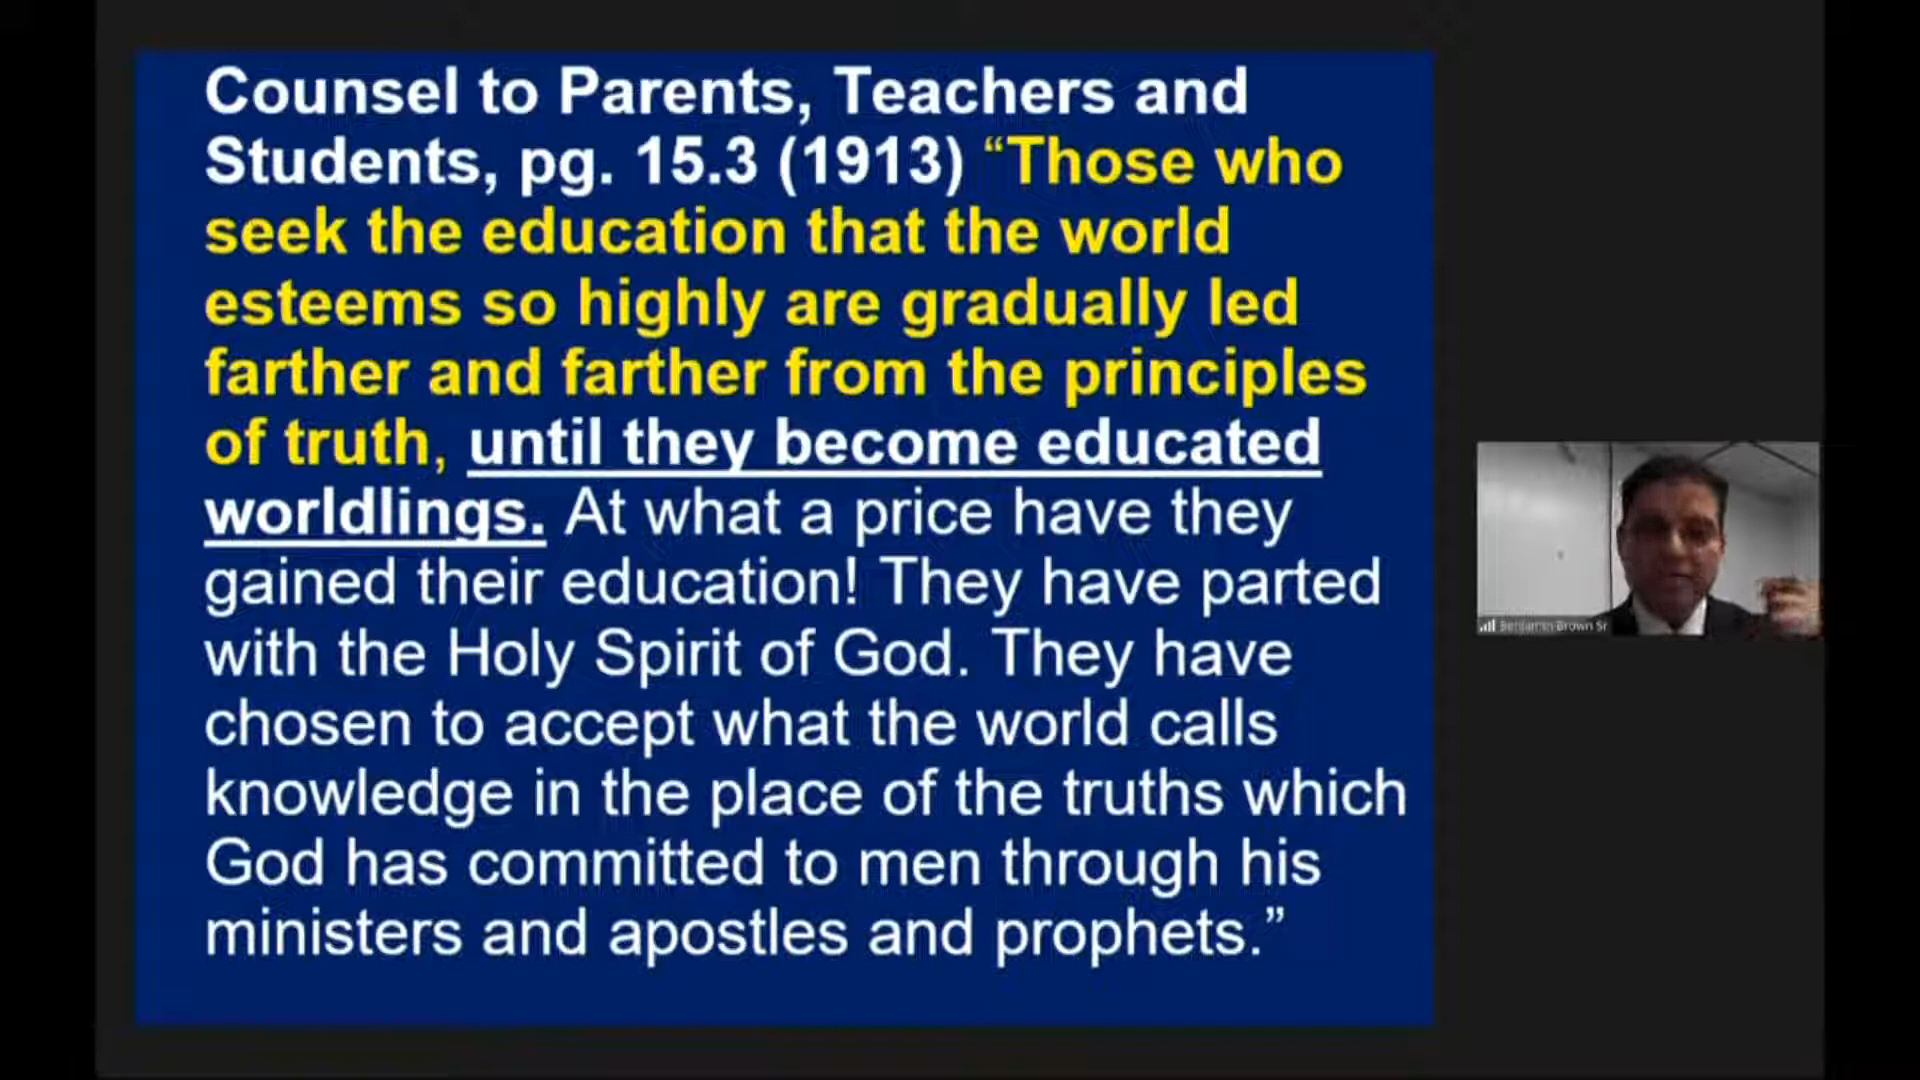 Counsel to Parents, Teachers and
Students, pg. 15.3 (1913) “Those who
seek the education that the world
esteems so highly are gradually led
farther and farther from the principles
of truth, until they become educated
worldlings. At what a price have they
gained their education! They have parted
with the Holy Spirit of God. They have
chosen to accept what the world calls
knowledge in the place of the truths which
God has committed to men through his
ministers and apostles and prophets.”
Benjamin Brown Sr